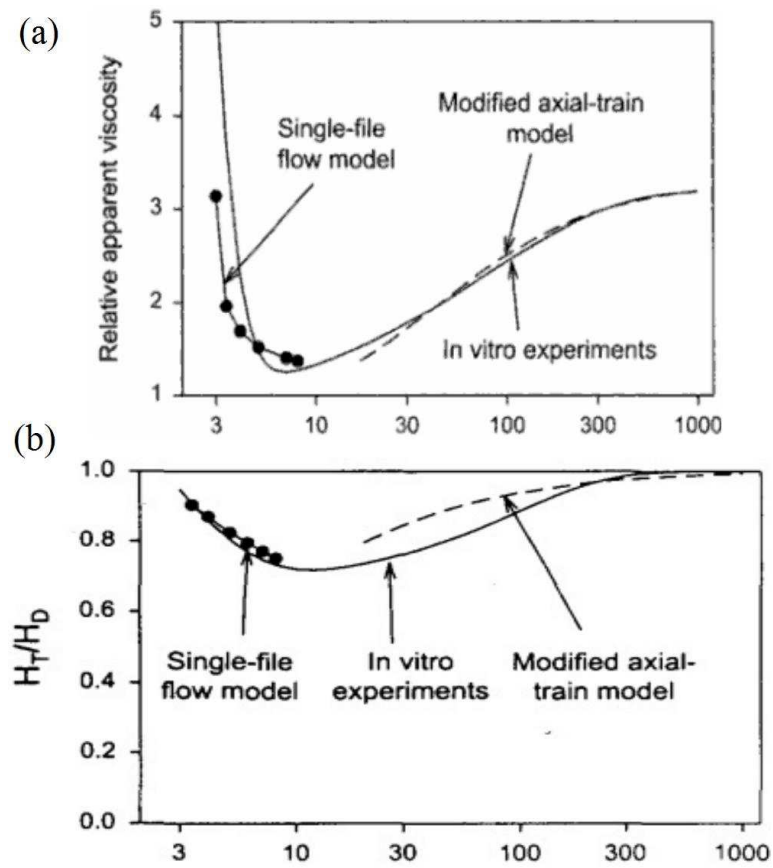 (a)
5
4
3
2
1
Relative apparent viscosity
Single-file
flow model
Modified axial-train
model
In vitro experiments
3
10
30
100
300
1000
(b)
1.0
0.8
0.6
0.4
0.2
0.0
H_T/H_D
Single-file
flow model
In vitro
experiments
Modified axial-
train model
3
10
30
100
300
1000